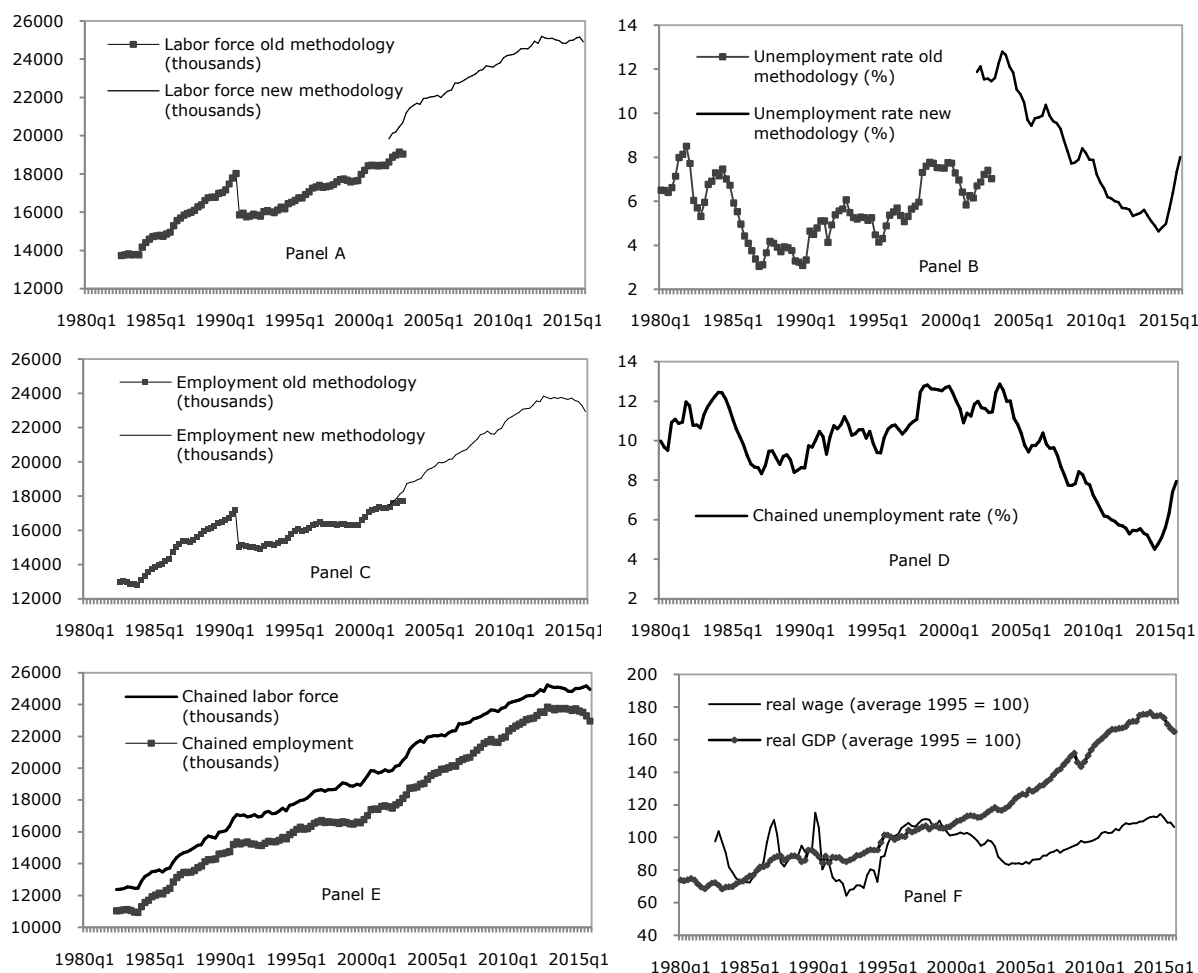 26000
24000
22000
20000
18000
16000
14000
12000
Labor force old methodology
(thousands)
Labor force new methodology
(thousands)
Panel A
1980q1 1985q1 1990q1 1995q1 2000q1 2005q1 2010q1 2015q1
14
12
10
8
6
4
2
Unemployment rate old
methodology (%)
Unemployment rate new
methodology (%)
Panel B
1980q1 1985q1 1990q1 1995q1 2000q1 2005q1 2010q1 2015q1
26000
24000
22000
20000
18000
16000
14000
12000
Employment old methodology
(thousands)
Employment new methodology
(thousands)
Panel C
1980q1 1985q1 1990q1 1995q1 2000q1 2005q1 2010q1 2015q1
14
12
10
8
6
4
2
Chained unemployment rate (%)
Panel D
1980q1 1985q1 1990q1 1995q1 2000q1 2005q1 2010q1 2015q1
26000
24000
22000
20000
18000
16000
14000
12000
10000
Chained labor force
(thousands)
Chained employment
(thousands)
Panel E
1980q1 1985q1 1990q1 1995q1 2000q1 2005q1 2010q1 2015q1
200
180
160
140
120
100
80
60
40
real wage (average 1995 = 100)
real GDP (average 1995 = 100)
Panel F
1980q1 1985q1 1990q1 1995q1 2000q1 2005q1 2010q1 2015q1